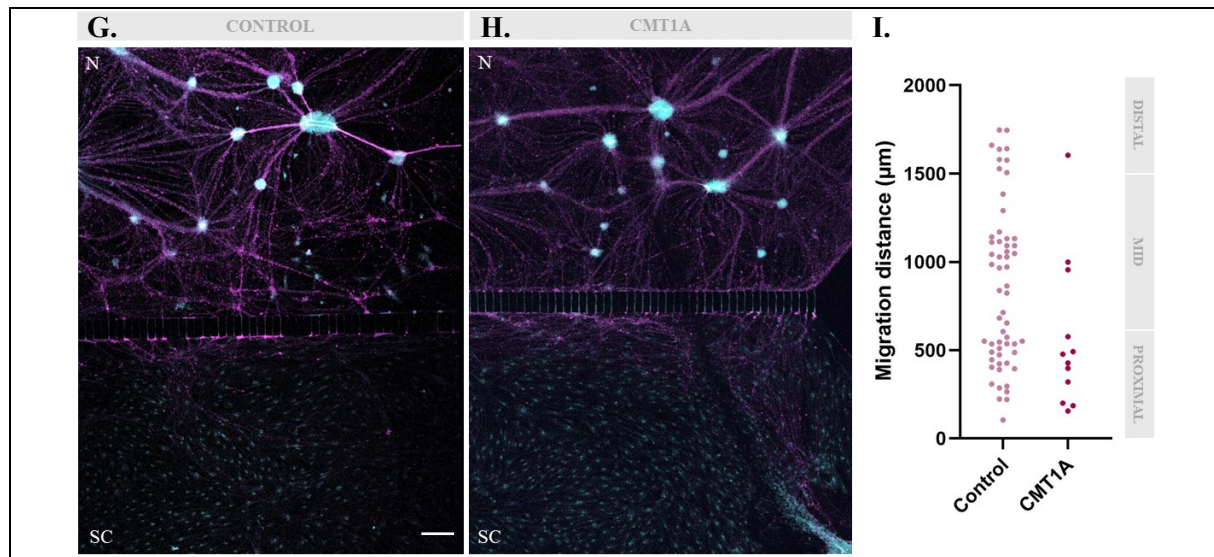 G.
CONTROL
H.
CMT1A
I.
N
N
SC
SC
Migration distance (µm)
2000
1500
1000
500
0
Control
CMT1A
DISTAL
MID
PROXIMAL